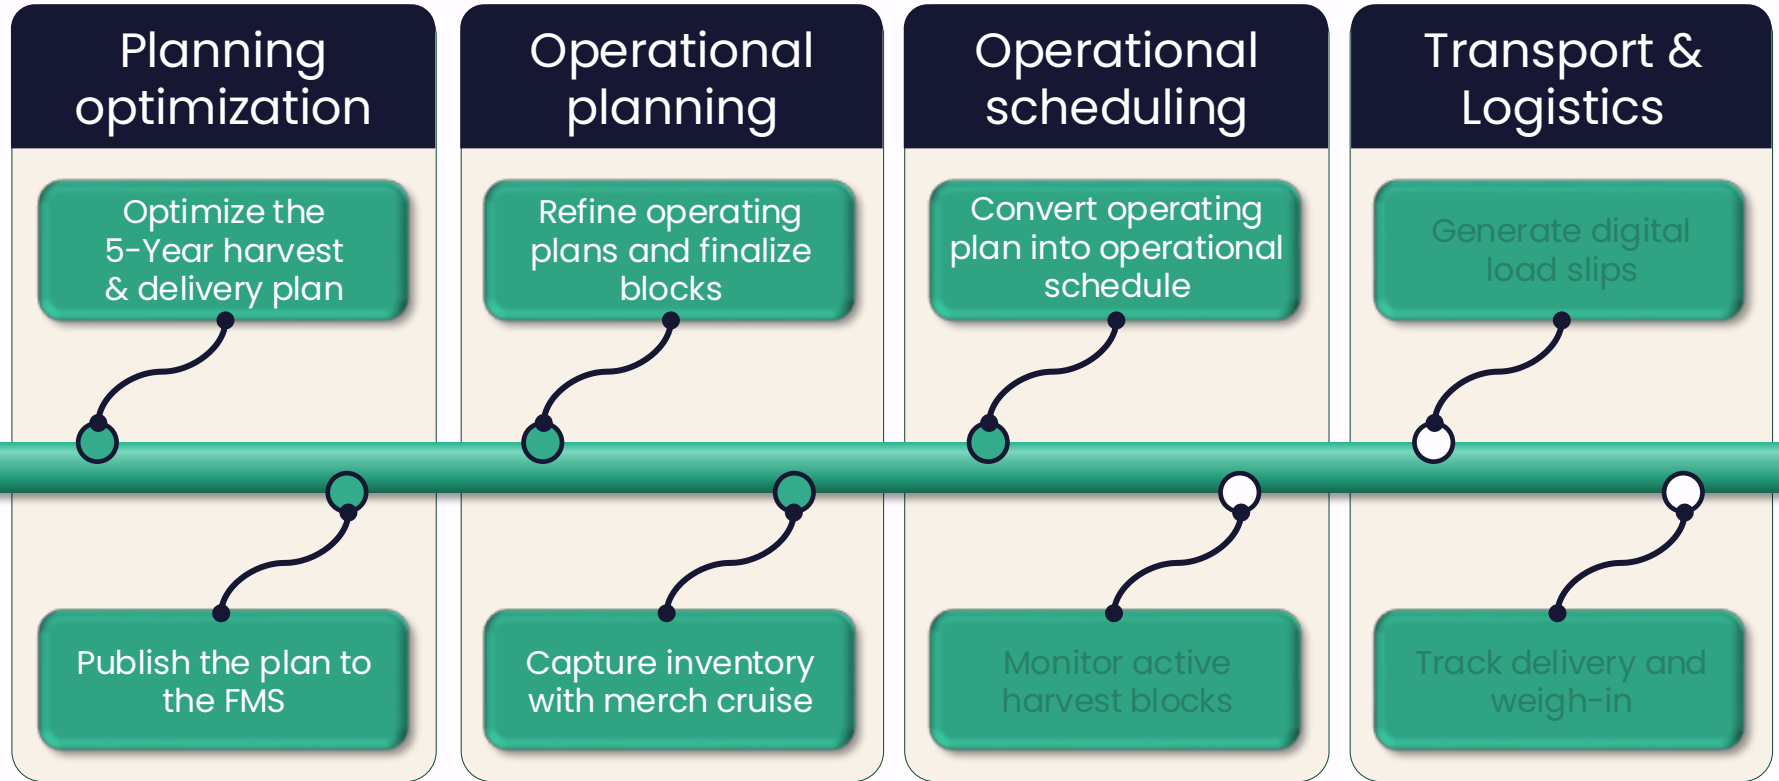 Planning
optimization
Optimize the
5-Year harvest
& delivery plan
Publish the plan to
the FMS
Operational
planning
Refine operating
plans and finalize
blocks
Capture inventory
with merch cruise
Operational
scheduling
Convert operating
plan into operational
schedule
Monitor active
harvest blocks
Transport &
Logistics
Generate digital
load slips
Track delivery and
weigh-in